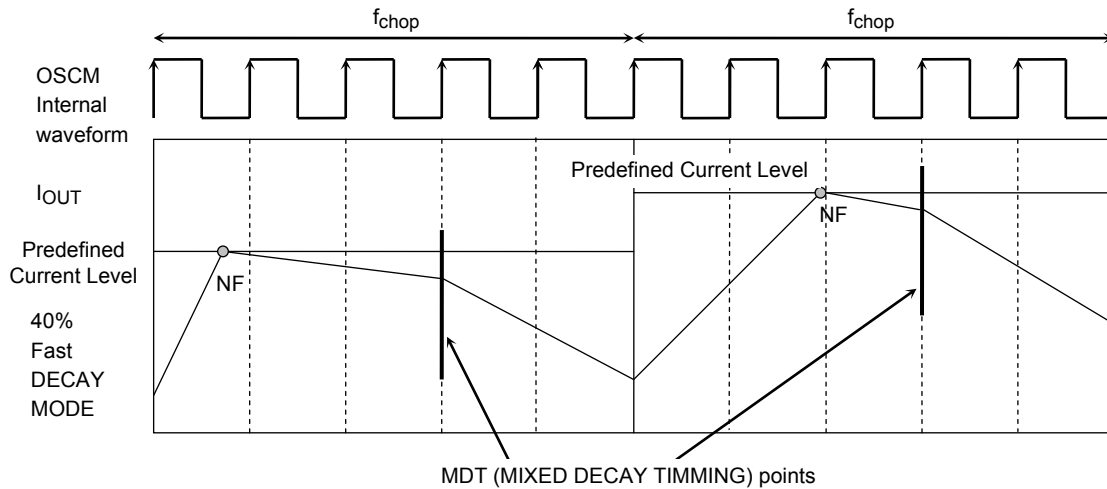 fchop
fchop
OSCM
Internal
waveform
Predefined Current Level
IOUT
NF
Predefined
Current Level
NF
40%
Fast
DECAY
MODE
MDT (MIXED DECAY TIMMING) points